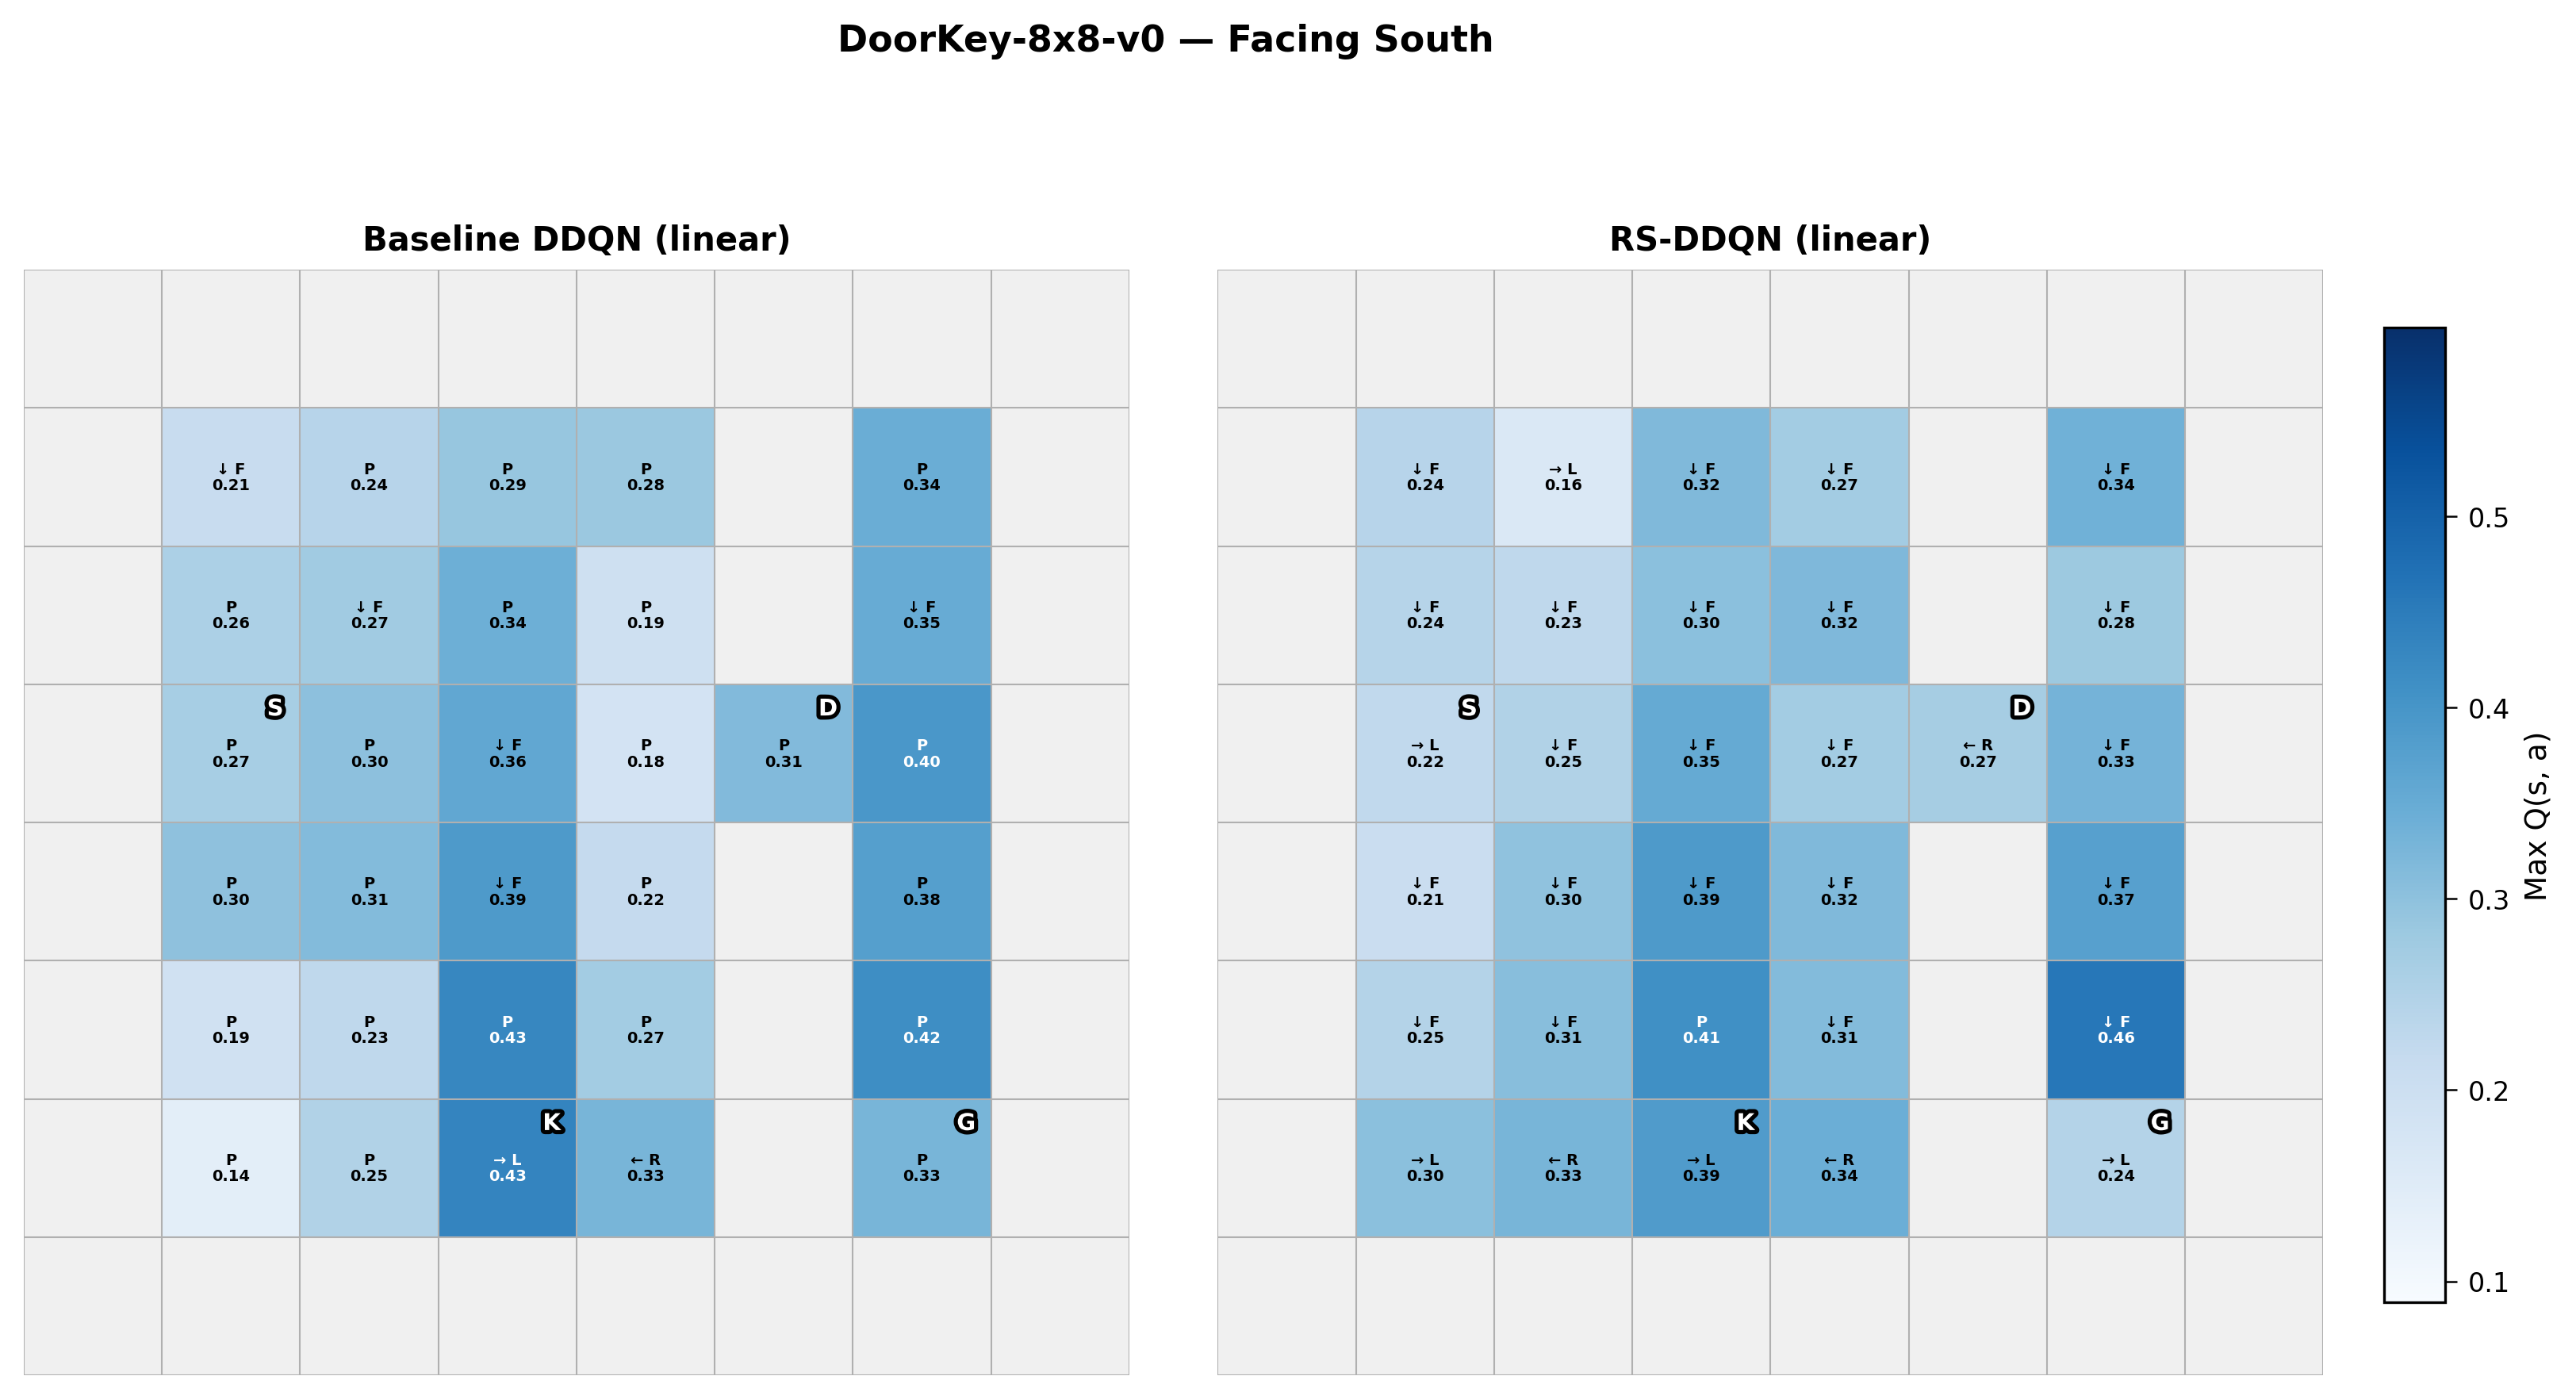 DoorKey-8x8-v0 — Facing South
Baseline DDQN (linear)
↓ F P P P P
0.21 0.24 0.29 0.28 0.34
P ↓ F P P ↓ F
0.26 0.27 0.34 0.19 0.35
S D
P P ↓ F P P P
0.27 0.30 0.36 0.18 0.31 0.40
P P ↓ F P P
0.30 0.31 0.39 0.22 0.38
P P P P P
0.19 0.23 0.43 0.27 0.42
K G
P P → L ← R P
0.14 0.25 0.43 0.33 0.33
RS-DDQN (linear)
↓ F → L ↓ F ↓ F ↓ F
0.24 0.16 0.32 0.27 0.34
↓ F ↓ F ↓ F ↓ F ↓ F
0.24 0.23 0.30 0.32 0.28
S D
→ L ↓ F ↓ F ↓ F ← R ↓ F
0.22 0.25 0.35 0.27 0.27 0.33
↓ F ↓ F ↓ F ↓ F ↓ F
0.21 0.30 0.39 0.32 0.37
↓ F ↓ F P ↓ F ↓ F
0.25 0.31 0.41 0.31 0.46
K G
→ L ← R → L ← R → L
0.30 0.33 0.39 0.34 0.24
0.5
0.4
0.3
0.2
0.1
Max Q(s, a)